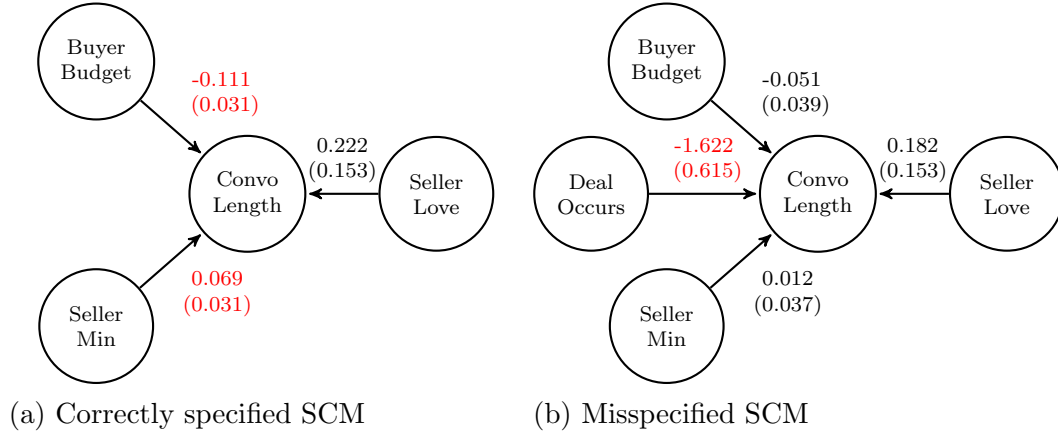 Buyer
Budget
-0.111
(0.031)
Convo
Length
0.222
(0.153)
Seller
Love
0.069
(0.031)
Seller
Min
(a) Correctly specified SCM
Buyer
Budget
-0.051
(0.039)
Deal
Occurs
-1.622
(0.615)
Convo
Length
0.182
(0.153)
Seller
Love
0.012
(0.037)
Seller
Min
(b) Misspecified SCM